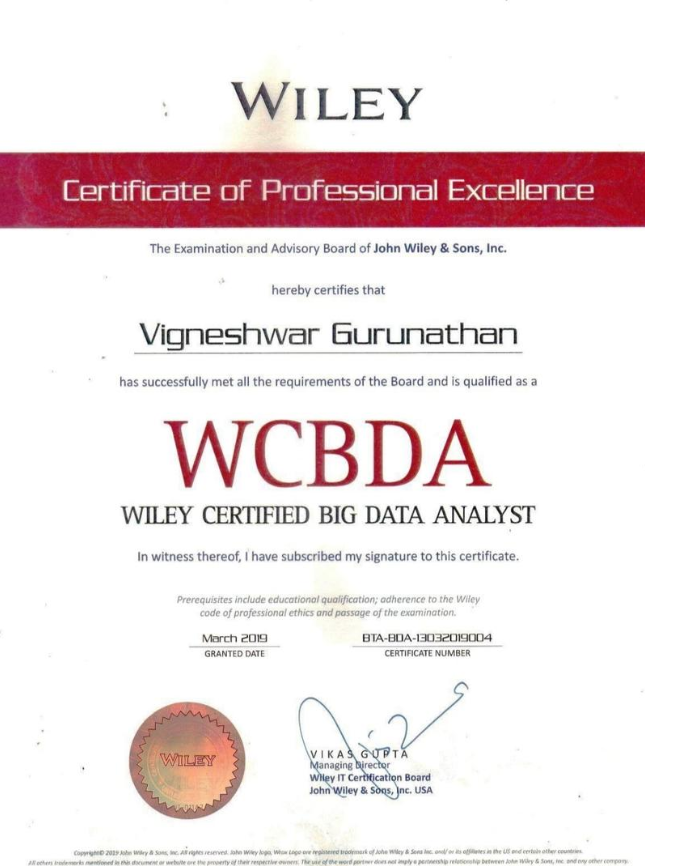 WILEY
Certificate of Professional Excellence
The Examination and Advisory Board of John Wiley & Sons, Inc.
hereby certifies that
Vigneshwar Gurunathan
has successfully met all the requirements of the Board and is qualified as a
WCBDA
WILEY CERTIFIED BIG DATA ANALYST
In witness thereof, I have subscribed my signature to this certificate.
Prerequisites include educational qualification; adherence to the Wiley
code of professional ethics and passage of the examination.
March 2019 BTA-BDA-13032019004
GRANTED DATE CERTIFICATE NUMBER
WILEY
VIKAS GUPTA
Managing Director
Wiley IT Certification Board
John Wiley & Sons, Inc. USA
Copyright© 2019 John Wiley & Sons, Inc. All rights reserved. John Wiley logo, Wrox Logo are registered trademark of John Wiley & Sons Inc. and/ or its affiliates in the US and certain other countries.
All others trademarks mentioned in this document or website are the property of their respective owners. The use of the word partner does not imply a partnership relationship between John Wiley & Sons, Inc. and any other company.